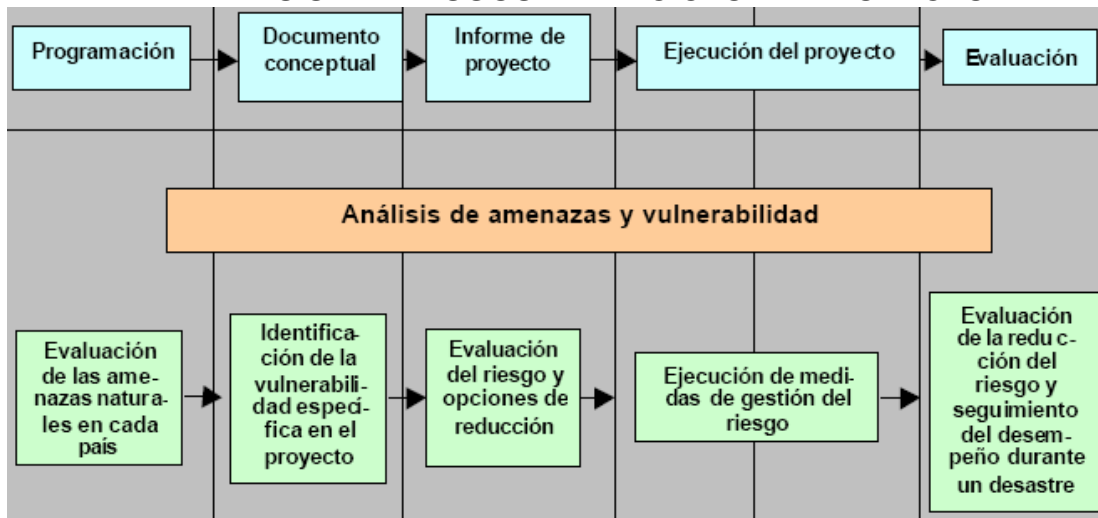 Programación
Documento
conceptual
Informe de
proyecto
Ejecución del proyecto
Evaluación
Análisis de amenazas y vulnerabilidad
Evaluación
de las ame-
nazas natura-
les en cada
país
Identifica-
ción de la
vulnerabili-
dad especí-
fica en el
proyecto
Evaluación
del riesgo y
opciones de
reducción
Ejecución de medi-
das de gestión del
riesgo
Evaluación
de la redu c-
ción del
riesgo y
seguimiento
del desem-
peño durante
un desastre